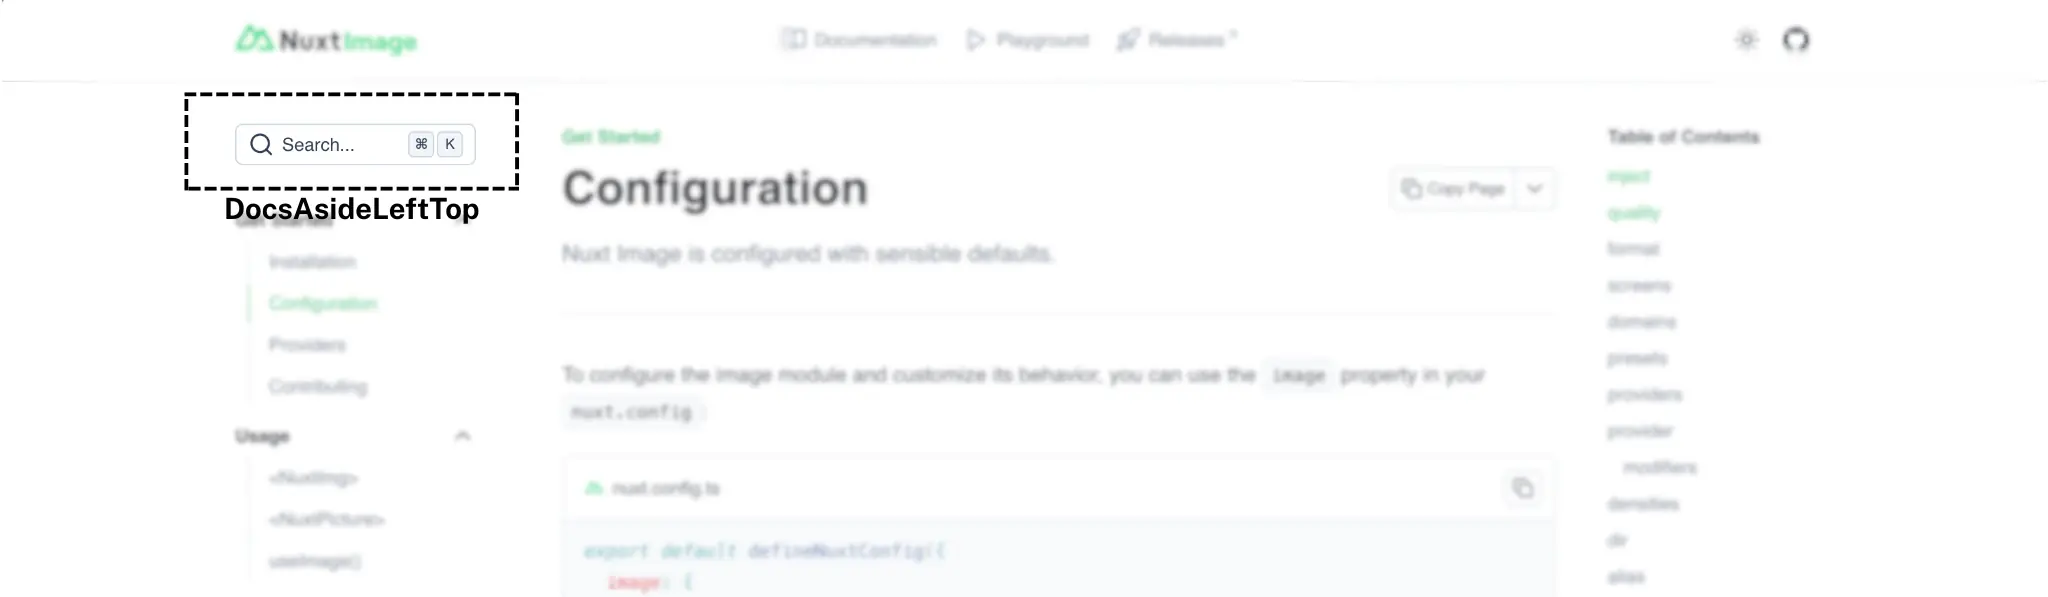 NuxtImage
Documentation
Playground
Releases
Search...
⌘ K
DocsAsideLeftTop
Get Started
Installation
Configuration
Providers
Contributing
Usage
<NuxtImg>
<NuxtPicture>
useImage()
Get Started
Configuration
Copy Page
Nuxt Image is configured with sensible defaults.
To configure the image module and customize its behavior, you can use the image property in your
nuxt.config
nuxt.config.ts
export default defineNuxtConfig({
image: {
Table of Contents
inject
quality
format
screens
domains
presets
providers
provider
modifiers
densities
dir
alias